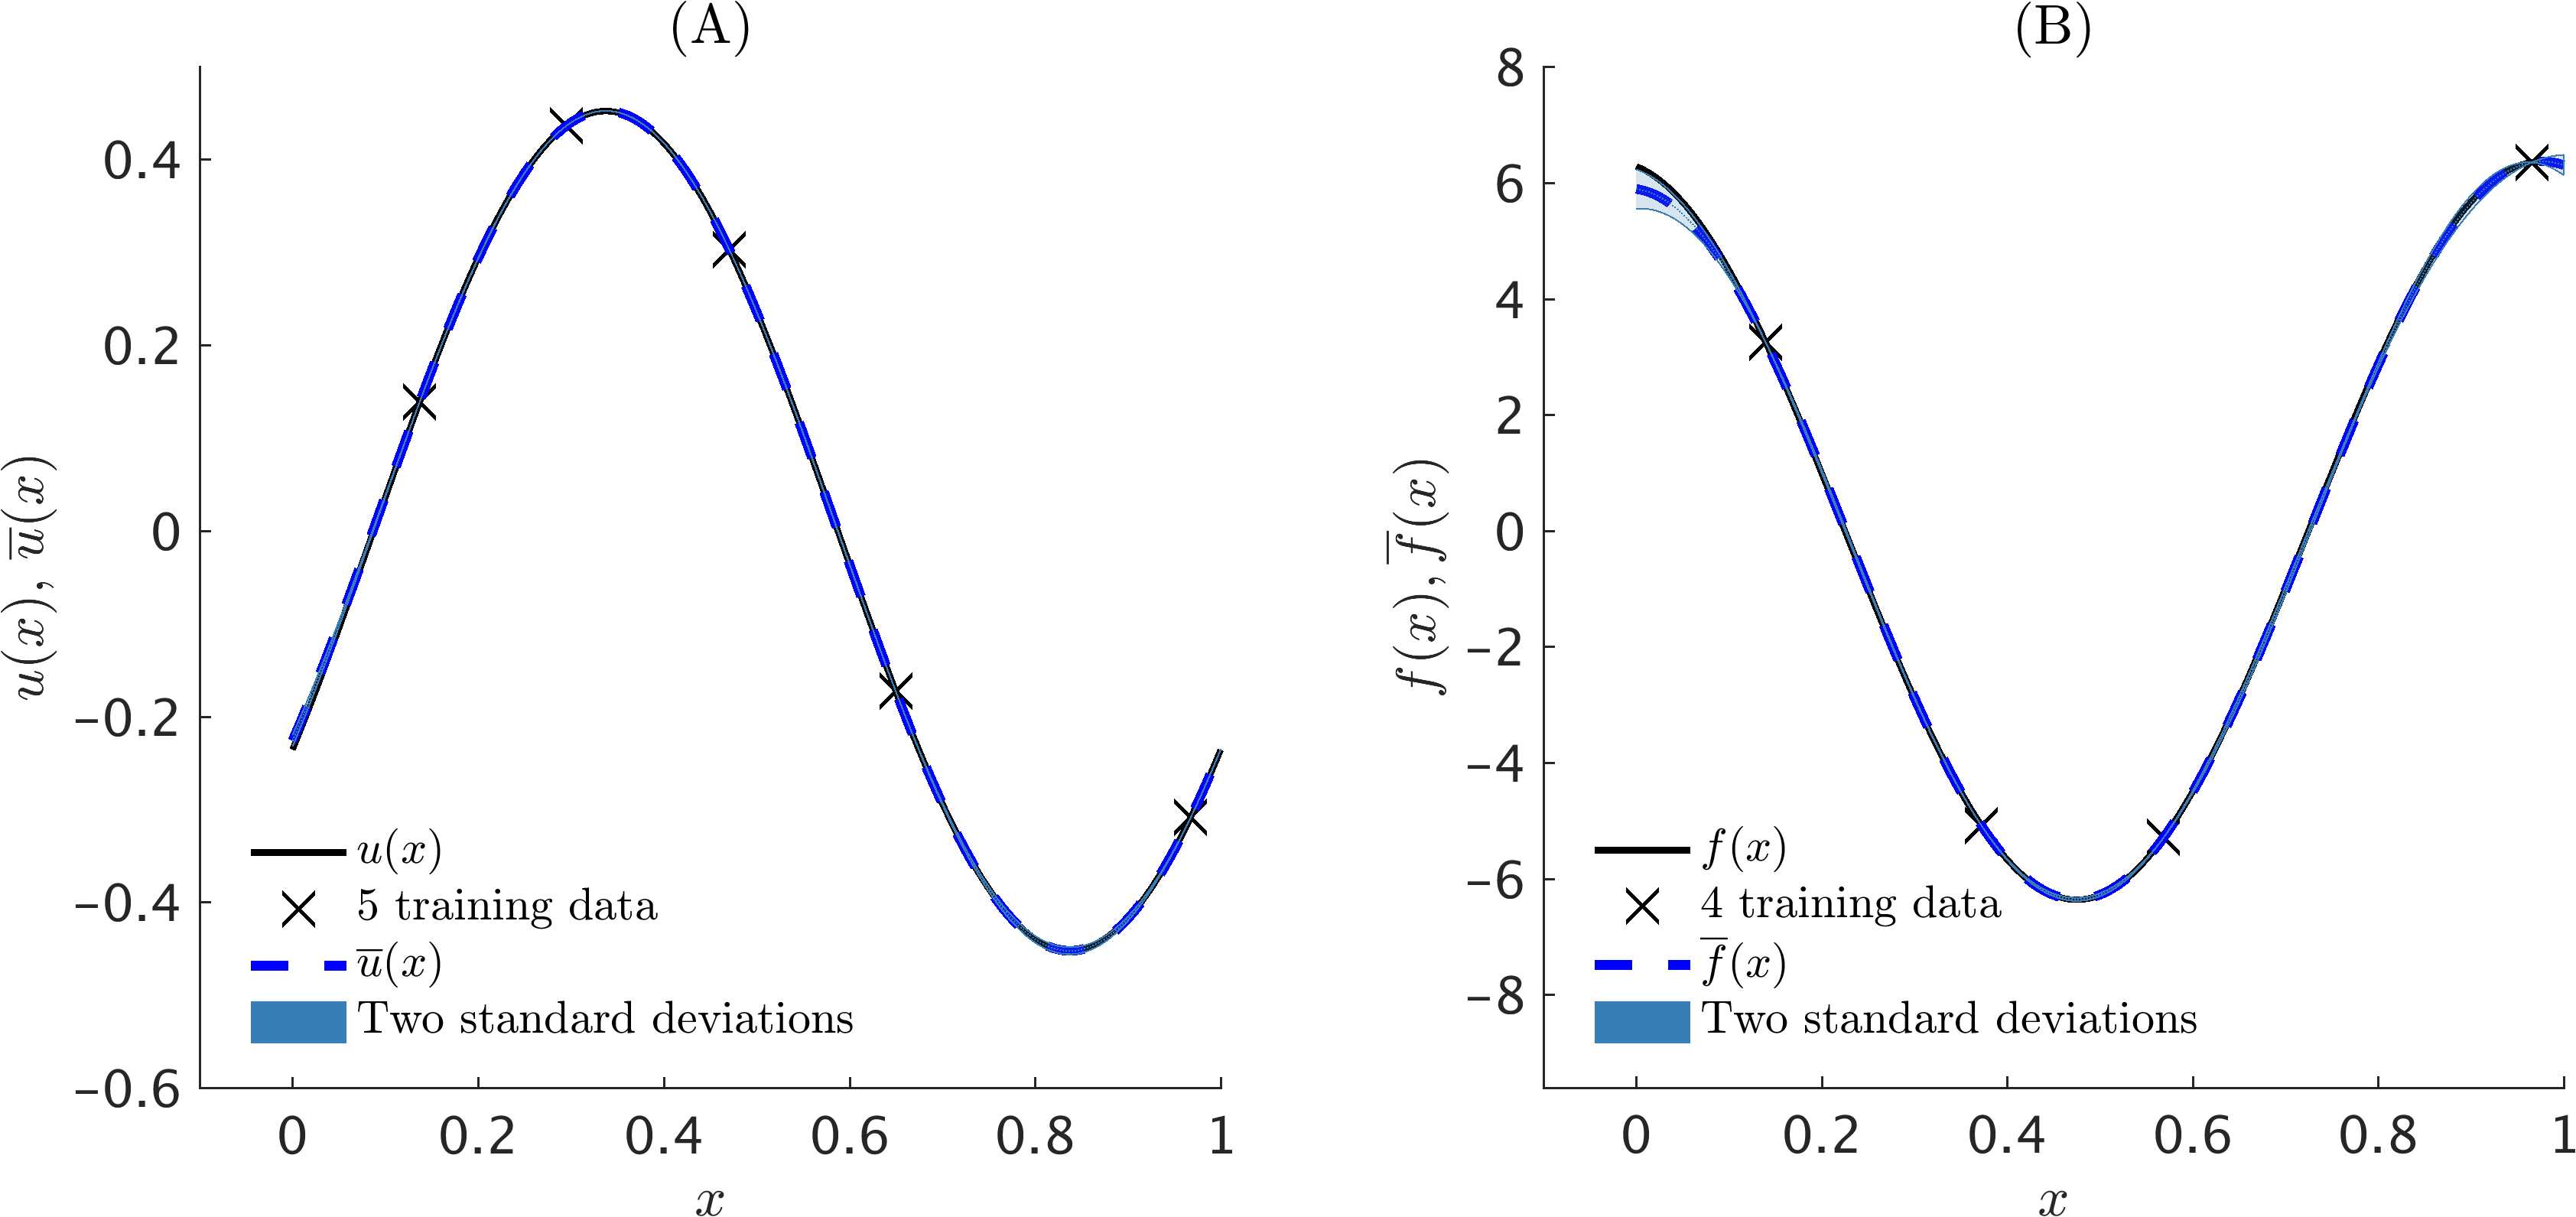 (A)
u(x), u̅(x)
0.4
0.2
0
−0.2
−0.4
−0.6
u(x)
5 training data
u̅(x)
Two standard deviations
0 0.2 0.4 0.6 0.8 1
x
(B)
f(x), f̅(x)
8
6
4
2
0
−2
−4
−6
−8
f(x)
4 training data
f̅(x)
Two standard deviations
0 0.2 0.4 0.6 0.8 1
x